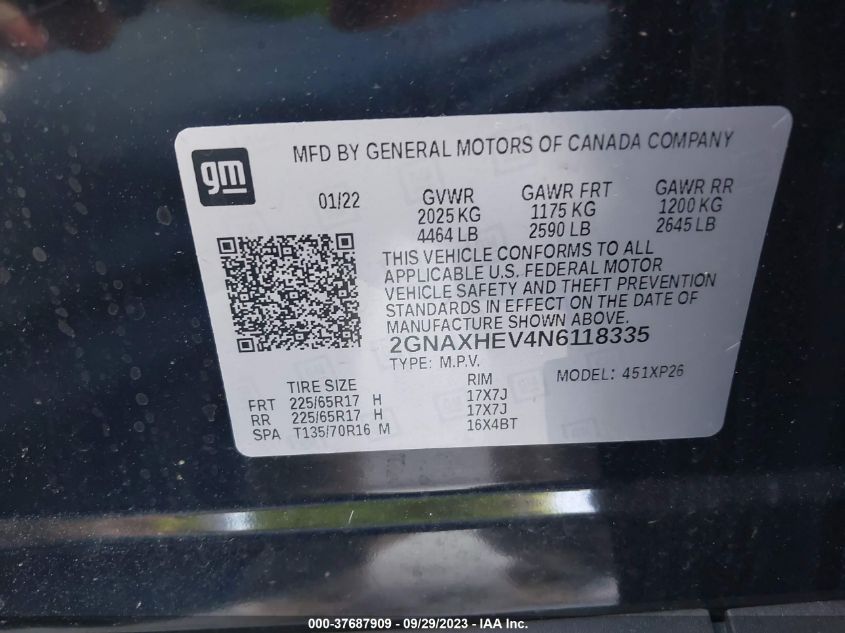 gm
MFD BY GENERAL MOTORS OF CANADA COMPANY
01/22 GVWR GAWR FRT GAWR RR
2025 KG 1175 KG 1200 KG
4464 LB 2590 LB 2645 LB
THIS VEHICLE CONFORMS TO ALL
APPLICABLE U.S. FEDERAL MOTOR
VEHICLE SAFETY AND THEFT PREVENTION
STANDARDS IN EFFECT ON THE DATE OF
MANUFACTURE SHOWN ABOVE.
2GNAXHEV4N6118335
TYPE: M.P.V. MODEL: 451XP26
TIRE SIZE RIM
FRT 225/65R17 H 17X7J
RR 225/65R17 H 17X7J
SPA T135/70R16 M 16X4BT
000-37687909 - 09/29/2023 - IAA Inc.